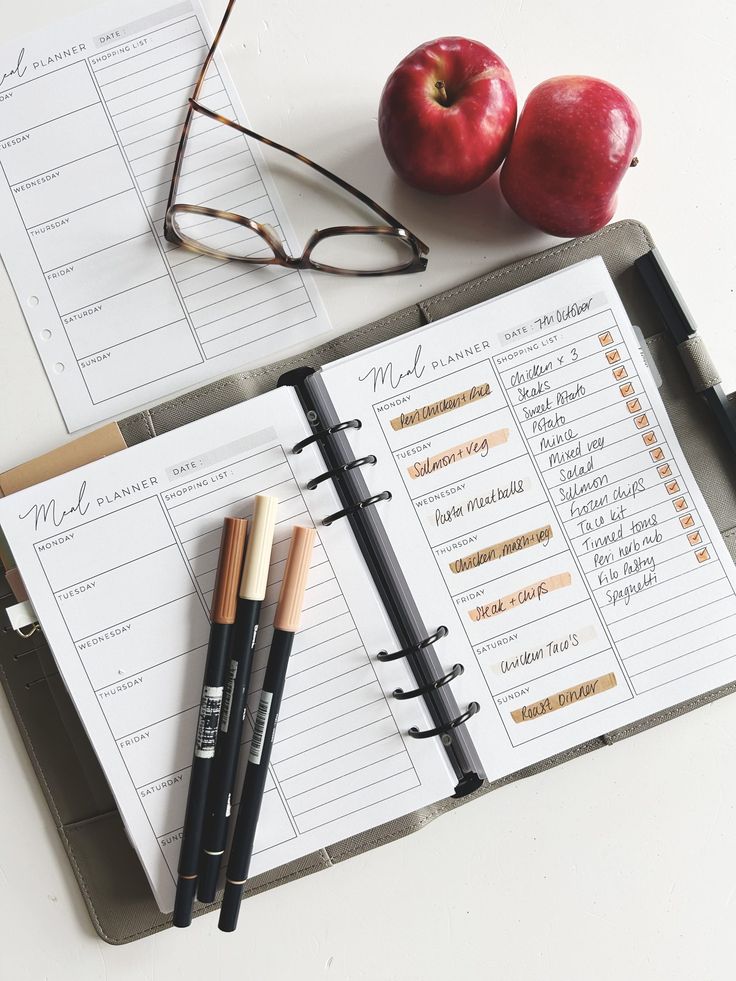 Meal PLANNER
DATE :
SHOPPING LIST :
TUESDAY
WEDNESDAY
THURSDAY
FRIDAY
SATURDAY
SUNDAY
Meal PLANNER
DATE :
SHOPPING LIST :
MONDAY
TUESDAY
WEDNESDAY
THURSDAY
FRIDAY
SATURDAY
SUNDAY
Meal PLANNER
DATE : 7th October
MONDAY
Peri Chicken + Rice
TUESDAY
Salmon + veg
WEDNESDAY
Pasta meatballs
THURSDAY
Chicken, mash + veg
FRIDAY
Steak + chips
SATURDAY
Chicken Taco's
SUNDAY
Roast Dinner
SHOPPING LIST :
Chicken x 3
Steaks
Sweet Potato
Potato
Mince
Mixed veg
Salad
Salmon
frozen chips
Taco kit
Tinned toms
Peri herb rub
Kilo Pastry
Spaghetti